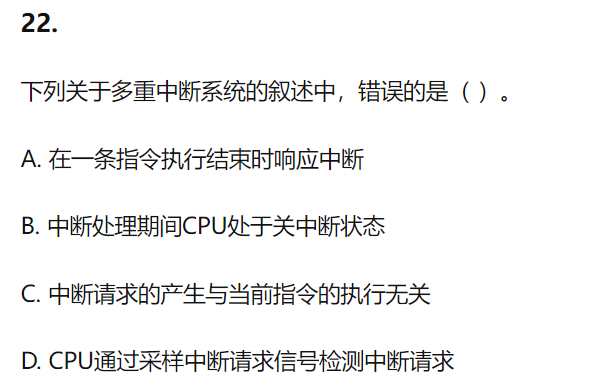 22.
下列关于多重中断系统的叙述中，错误的是（ ）。
A. 在一条指令执行结束时响应中断
B. 中断处理期间CPU处于关中断状态
C. 中断请求的产生与当前指令的执行无关
D. CPU通过采样中断请求信号检测中断请求